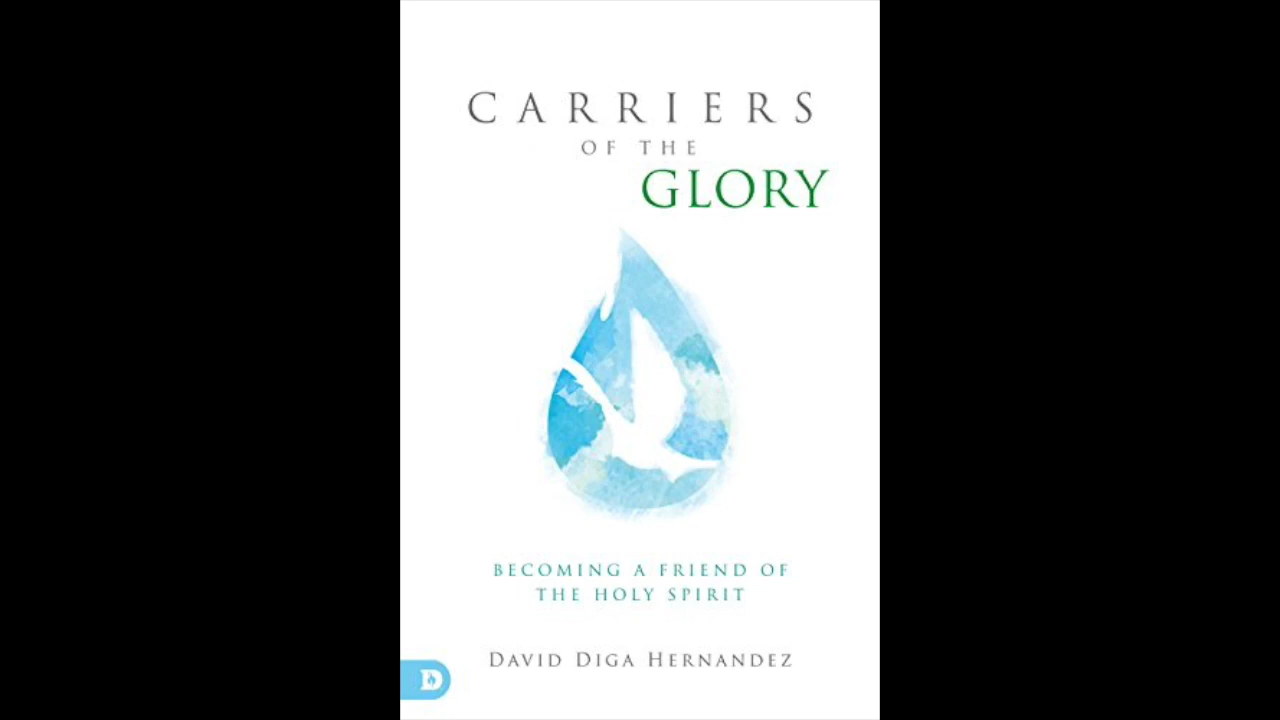 CARRIERS
OF THE
GLORY
BECOMING A FRIEND OF
THE HOLY SPIRIT
DAVID DIGA HERNANDEZ
D